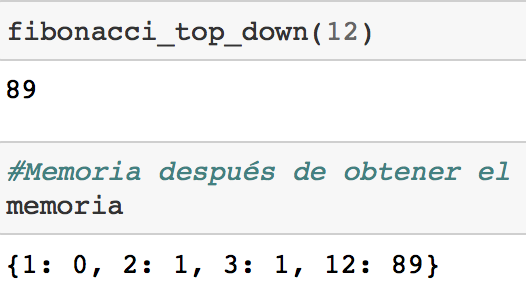 fibonacci_top_down(12)
89
#Memoria después de obtener el
memoria
{1: 0, 2: 1, 3: 1, 12: 89}